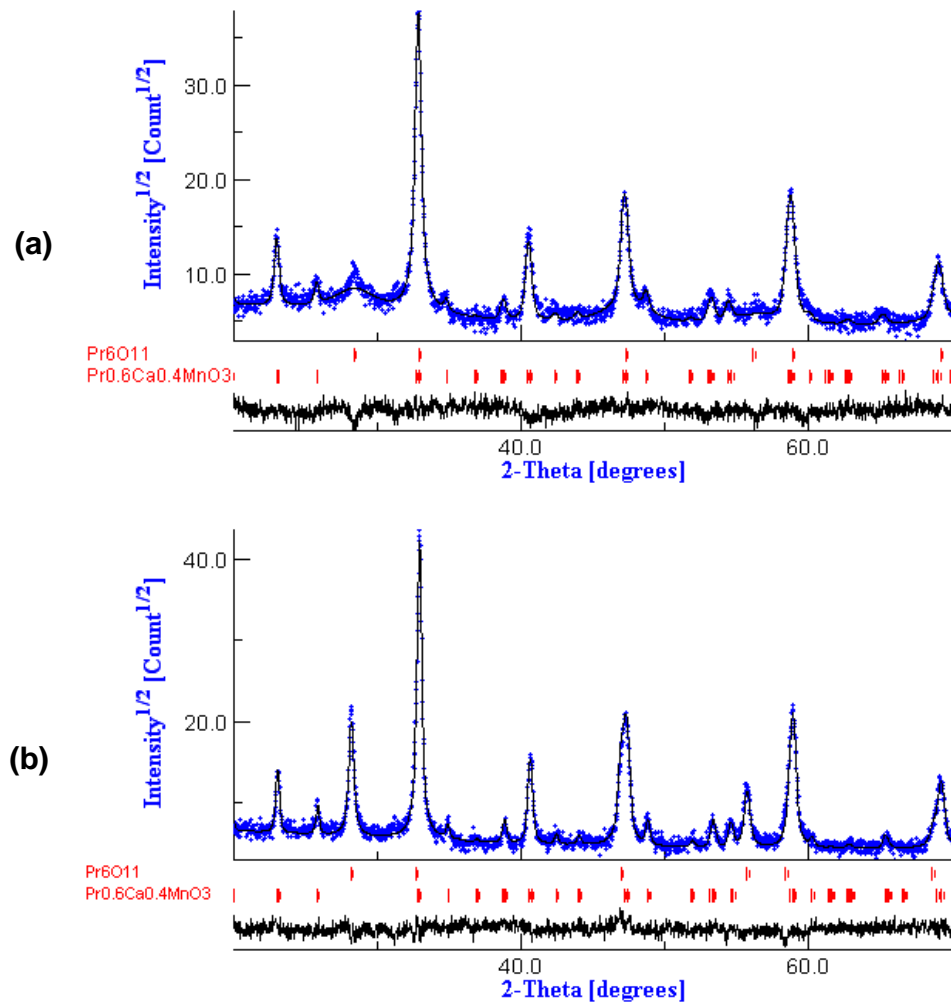 (a)
Intensity1/2 [Count1/2]
30.0
20.0
10.0
Pr6O11
Pr0.6Ca0.4MnO3
40.0 60.0
2-Theta [degrees]
(b)
Intensity1/2 [Count1/2]
40.0
20.0
Pr6O11
Pr0.6Ca0.4MnO3
40.0 60.0
2-Theta [degrees]